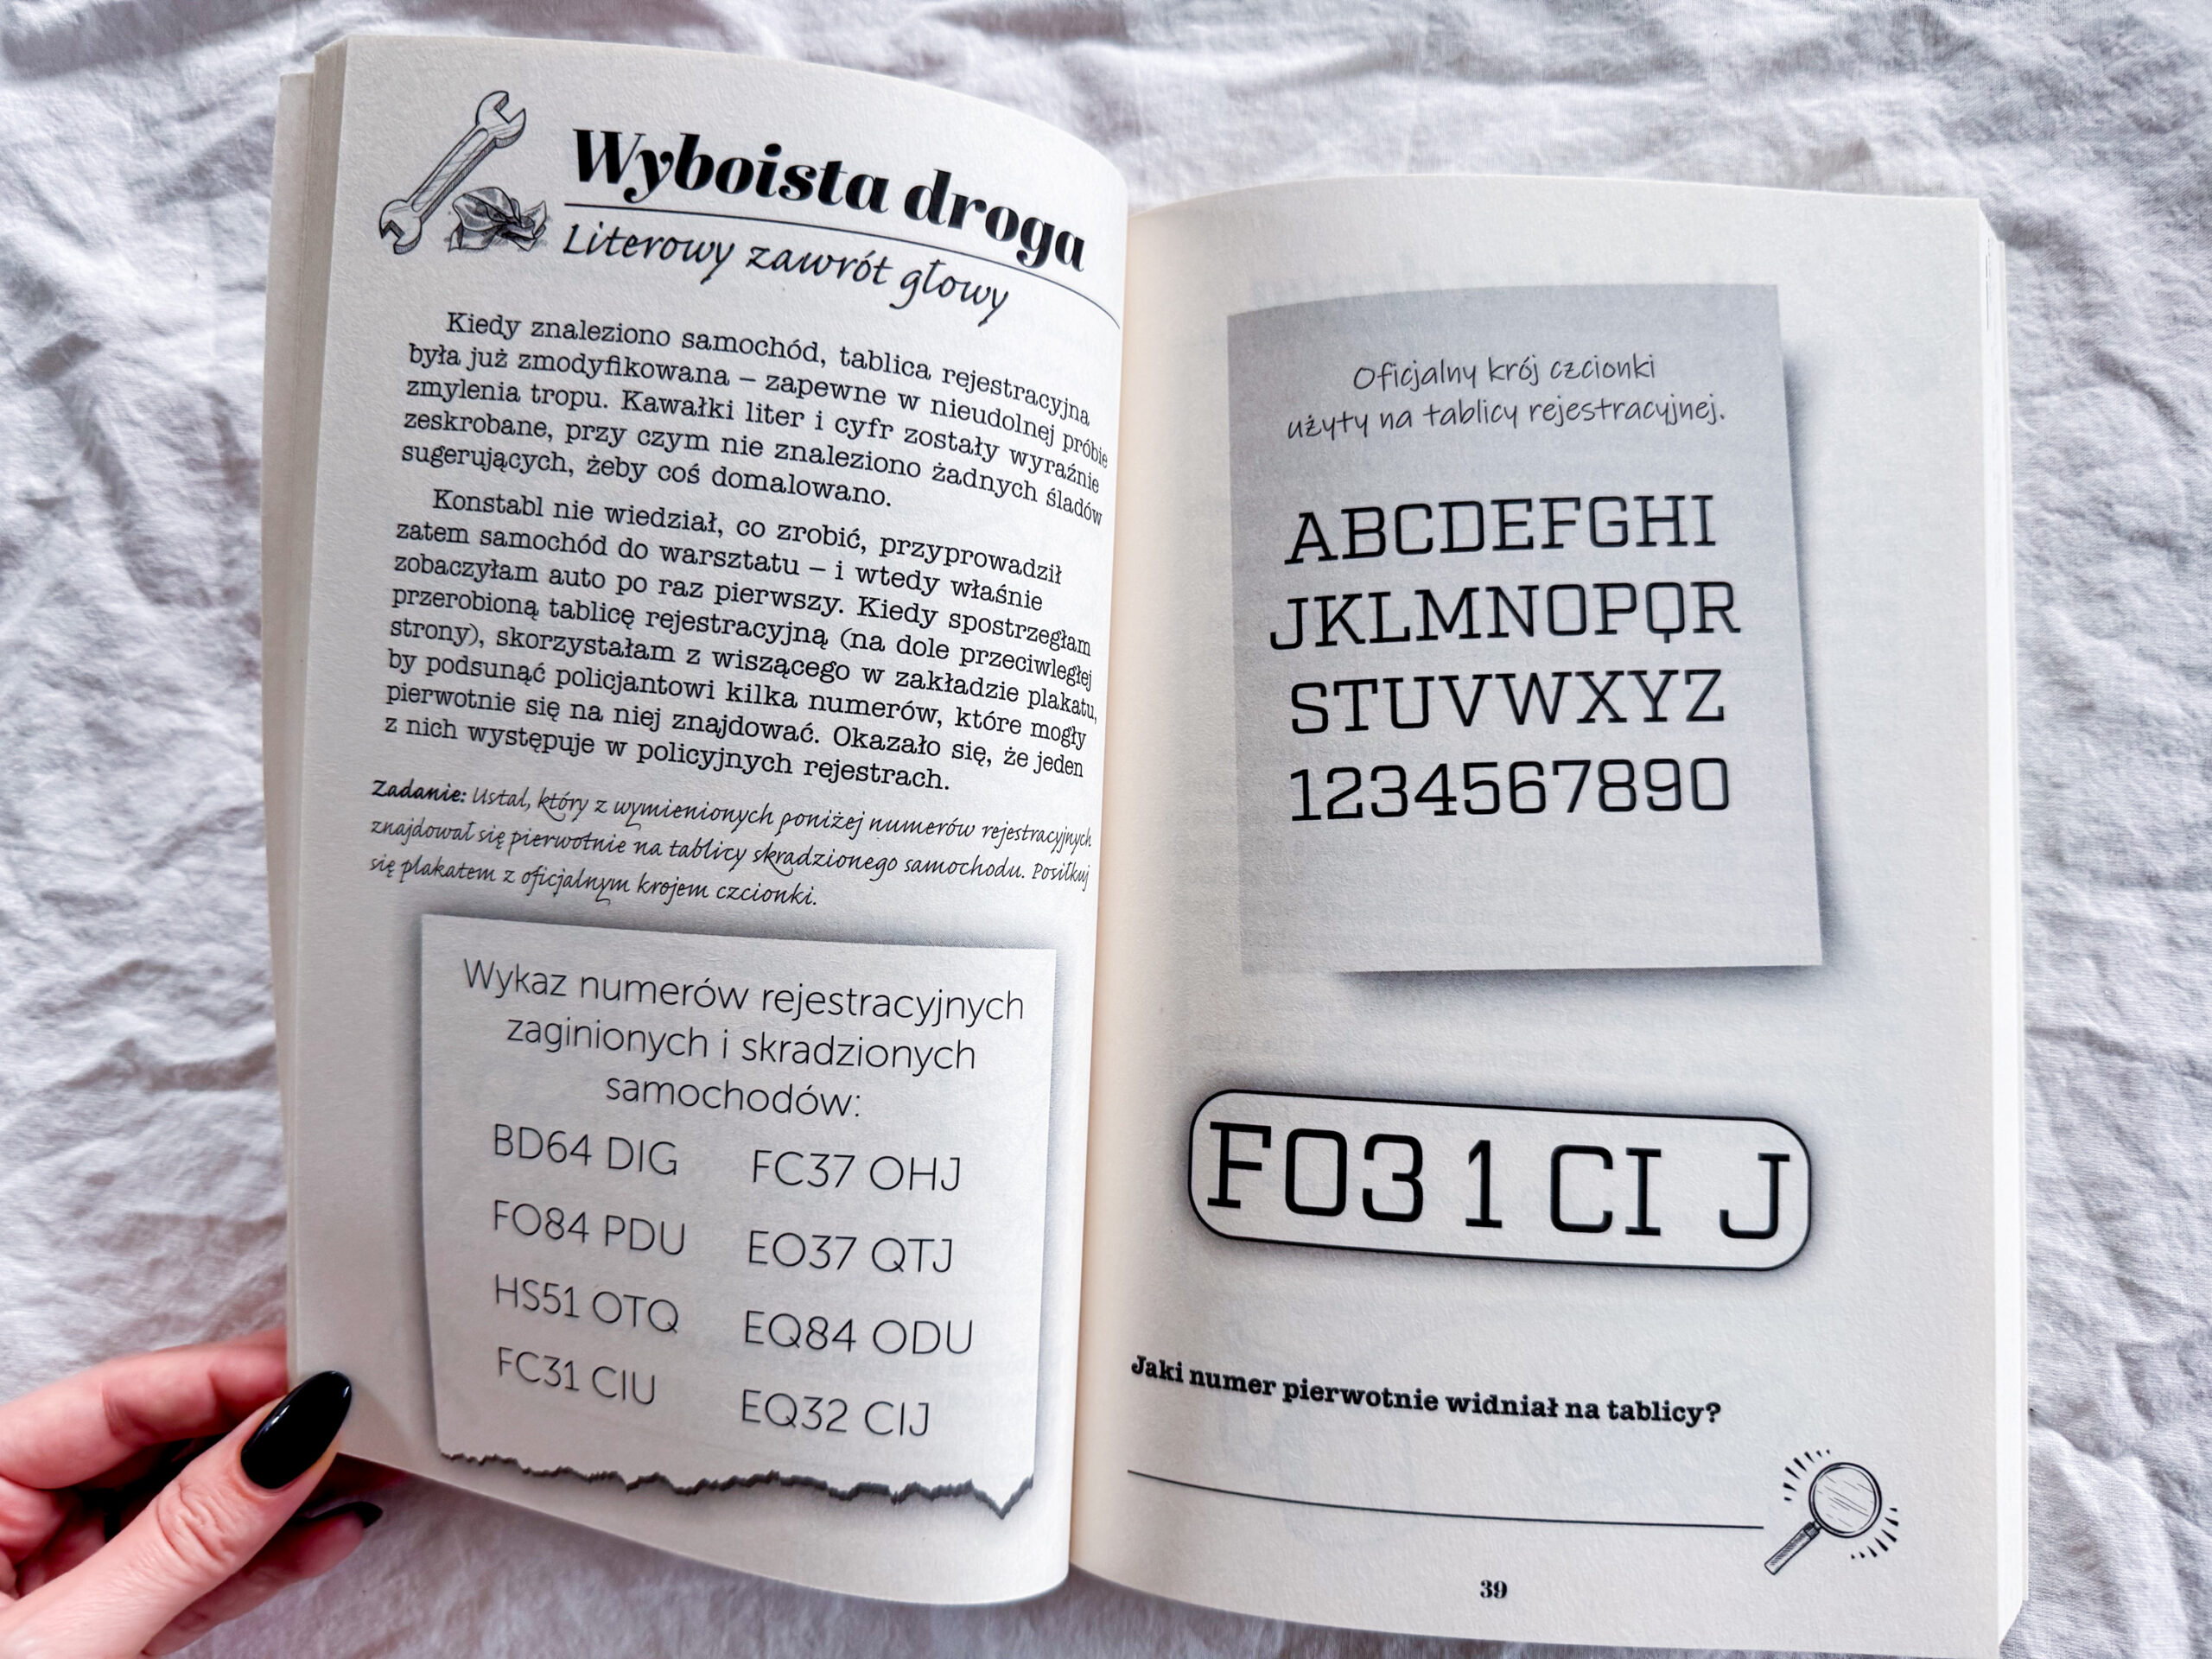 Wyboista droga
Literowy zawrót głowy
Kiedy znaleziono samochód, tablica rejestracyjna
była już zmodyfikowana – zapewne w nieudolnej próbie
zmylenia tropu. Kawałki liter i cyfr zostały wyraźnie
zeskrobane, przy czym nie znaleziono żadnych śladów
sugerujących, żeby coś domalowano.
Konstabl nie wiedział, co zrobić, przyprowadził
zatem samochód do warsztatu – i wtedy właśnie
zobaczyłam auto po raz pierwszy. Kiedy spostrzegłam
przerobioną tablicę rejestracyjną (na dole przeciwległej
strony), skorzystałam z wiszącego w zakładzie plakatu,
by podsunąć policjantowi kilka numerów, które mogły
pierwotnie się na niej znajdować. Okazało się, że jeden
z nich występuje w policyjnych rejestrach.
Zadanie: Ustal, który z wymienionych poniżej numerów rejestracyjnych
znajdował się pierwotnie na tablicy skradzionego samochodu. Posiłkuj
się plakatem z oficjalnym krojem czcionki.
Wykaz numerów rejestracyjnych
zaginionych i skradzionych
samochodów:
BD64 DIG FC37 OHJ
FO84 PDU EO37 QTJ
HS51 OTQ EQ84 ODU
FC31 CIU EQ32 CIJ
Oficjalny krój czcionki
użyty na tablicy rejestracyjnej.
ABCDEFGHI
JKLMNOPQR
STUVWXYZ
1234567890
FO31 CI J
Jaki numer pierwotnie widniał na tablicy?
39